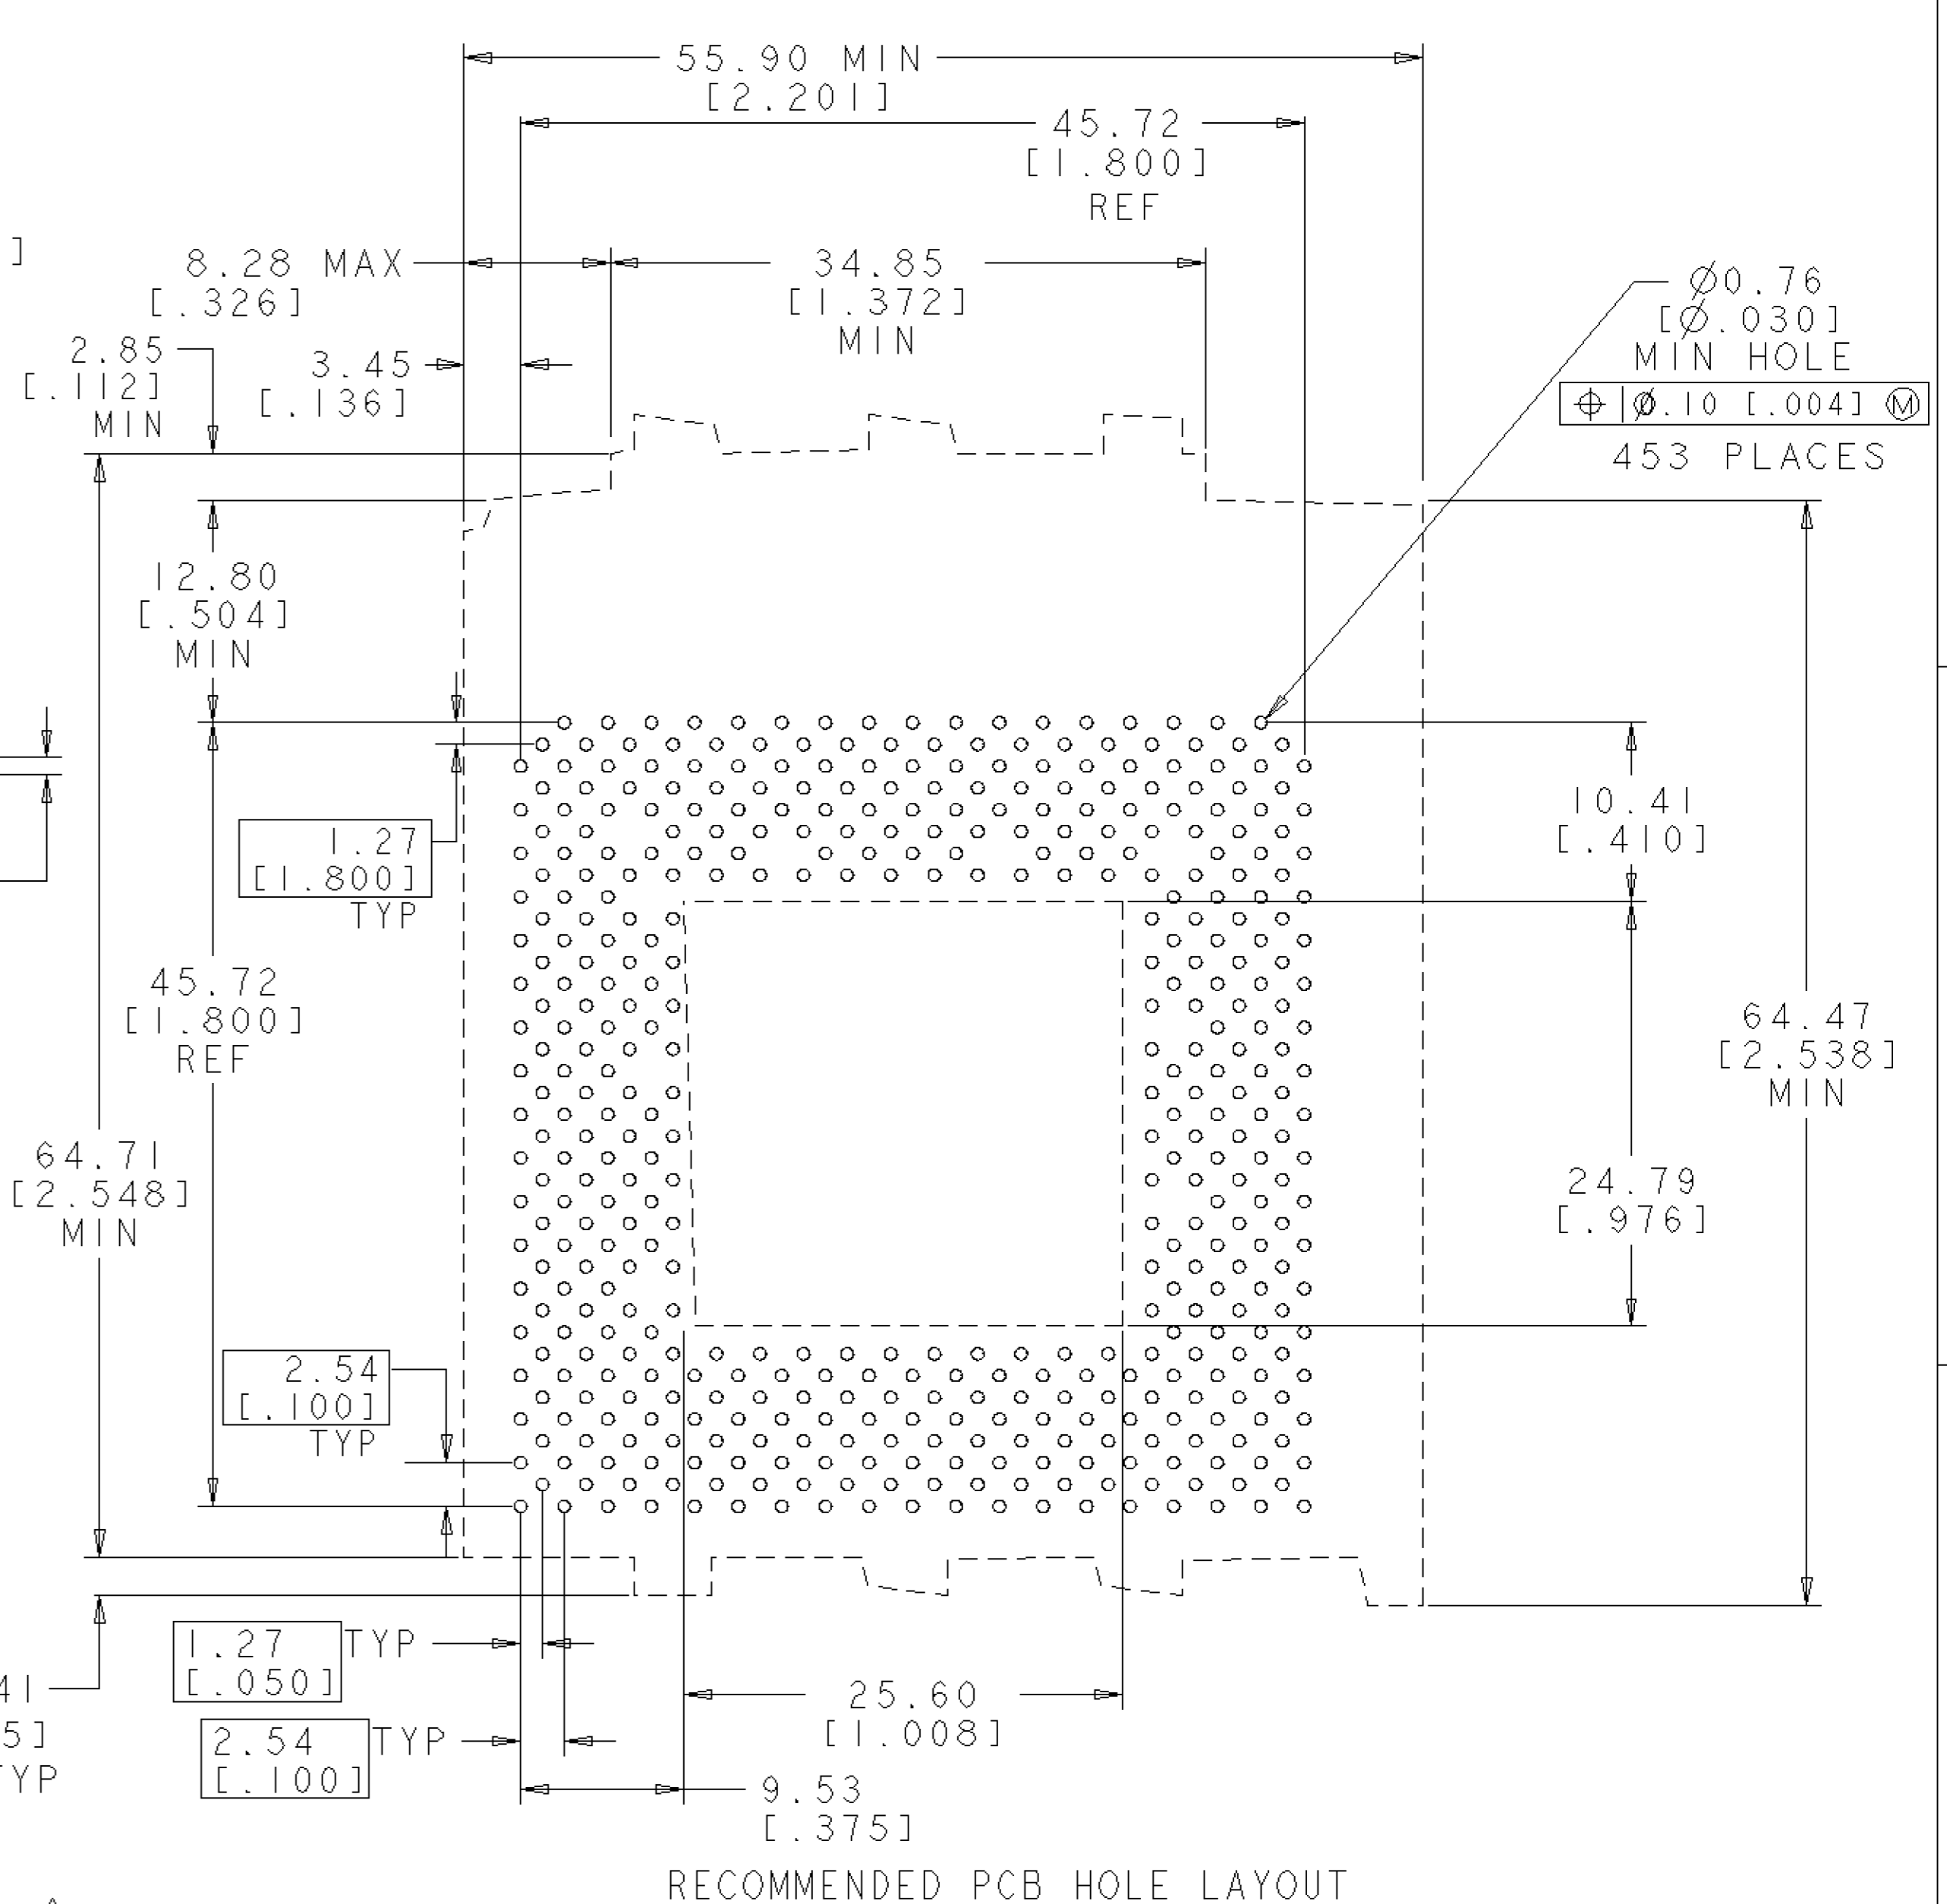 55.90 MIN
[2.201]
45.72
[1.800]
REF
]
8.28 MAX
[.326]
34.85
[1.372]
MIN
Ø0.76
[Ø.030]
MIN HOLE
⌖ Ø.10 [.004] Ⓜ
453 PLACES
2.85
[.112]
MIN
3.45
[.136]
12.80
[.504]
MIN
1.27
[1.800]
TYP
10.41
[.410]
45.72
[1.800]
REF
64.47
[2.538]
MIN
64.71
[2.548]
MIN
24.79
[.976]
2.54
[.100]
TYP
1.27 TYP
[.050]
41
5]
TYP
25.60
[1.008]
2.54 TYP
[.100]
9.53
[.375]
RECOMMENDED PCB HOLE LAYOUT